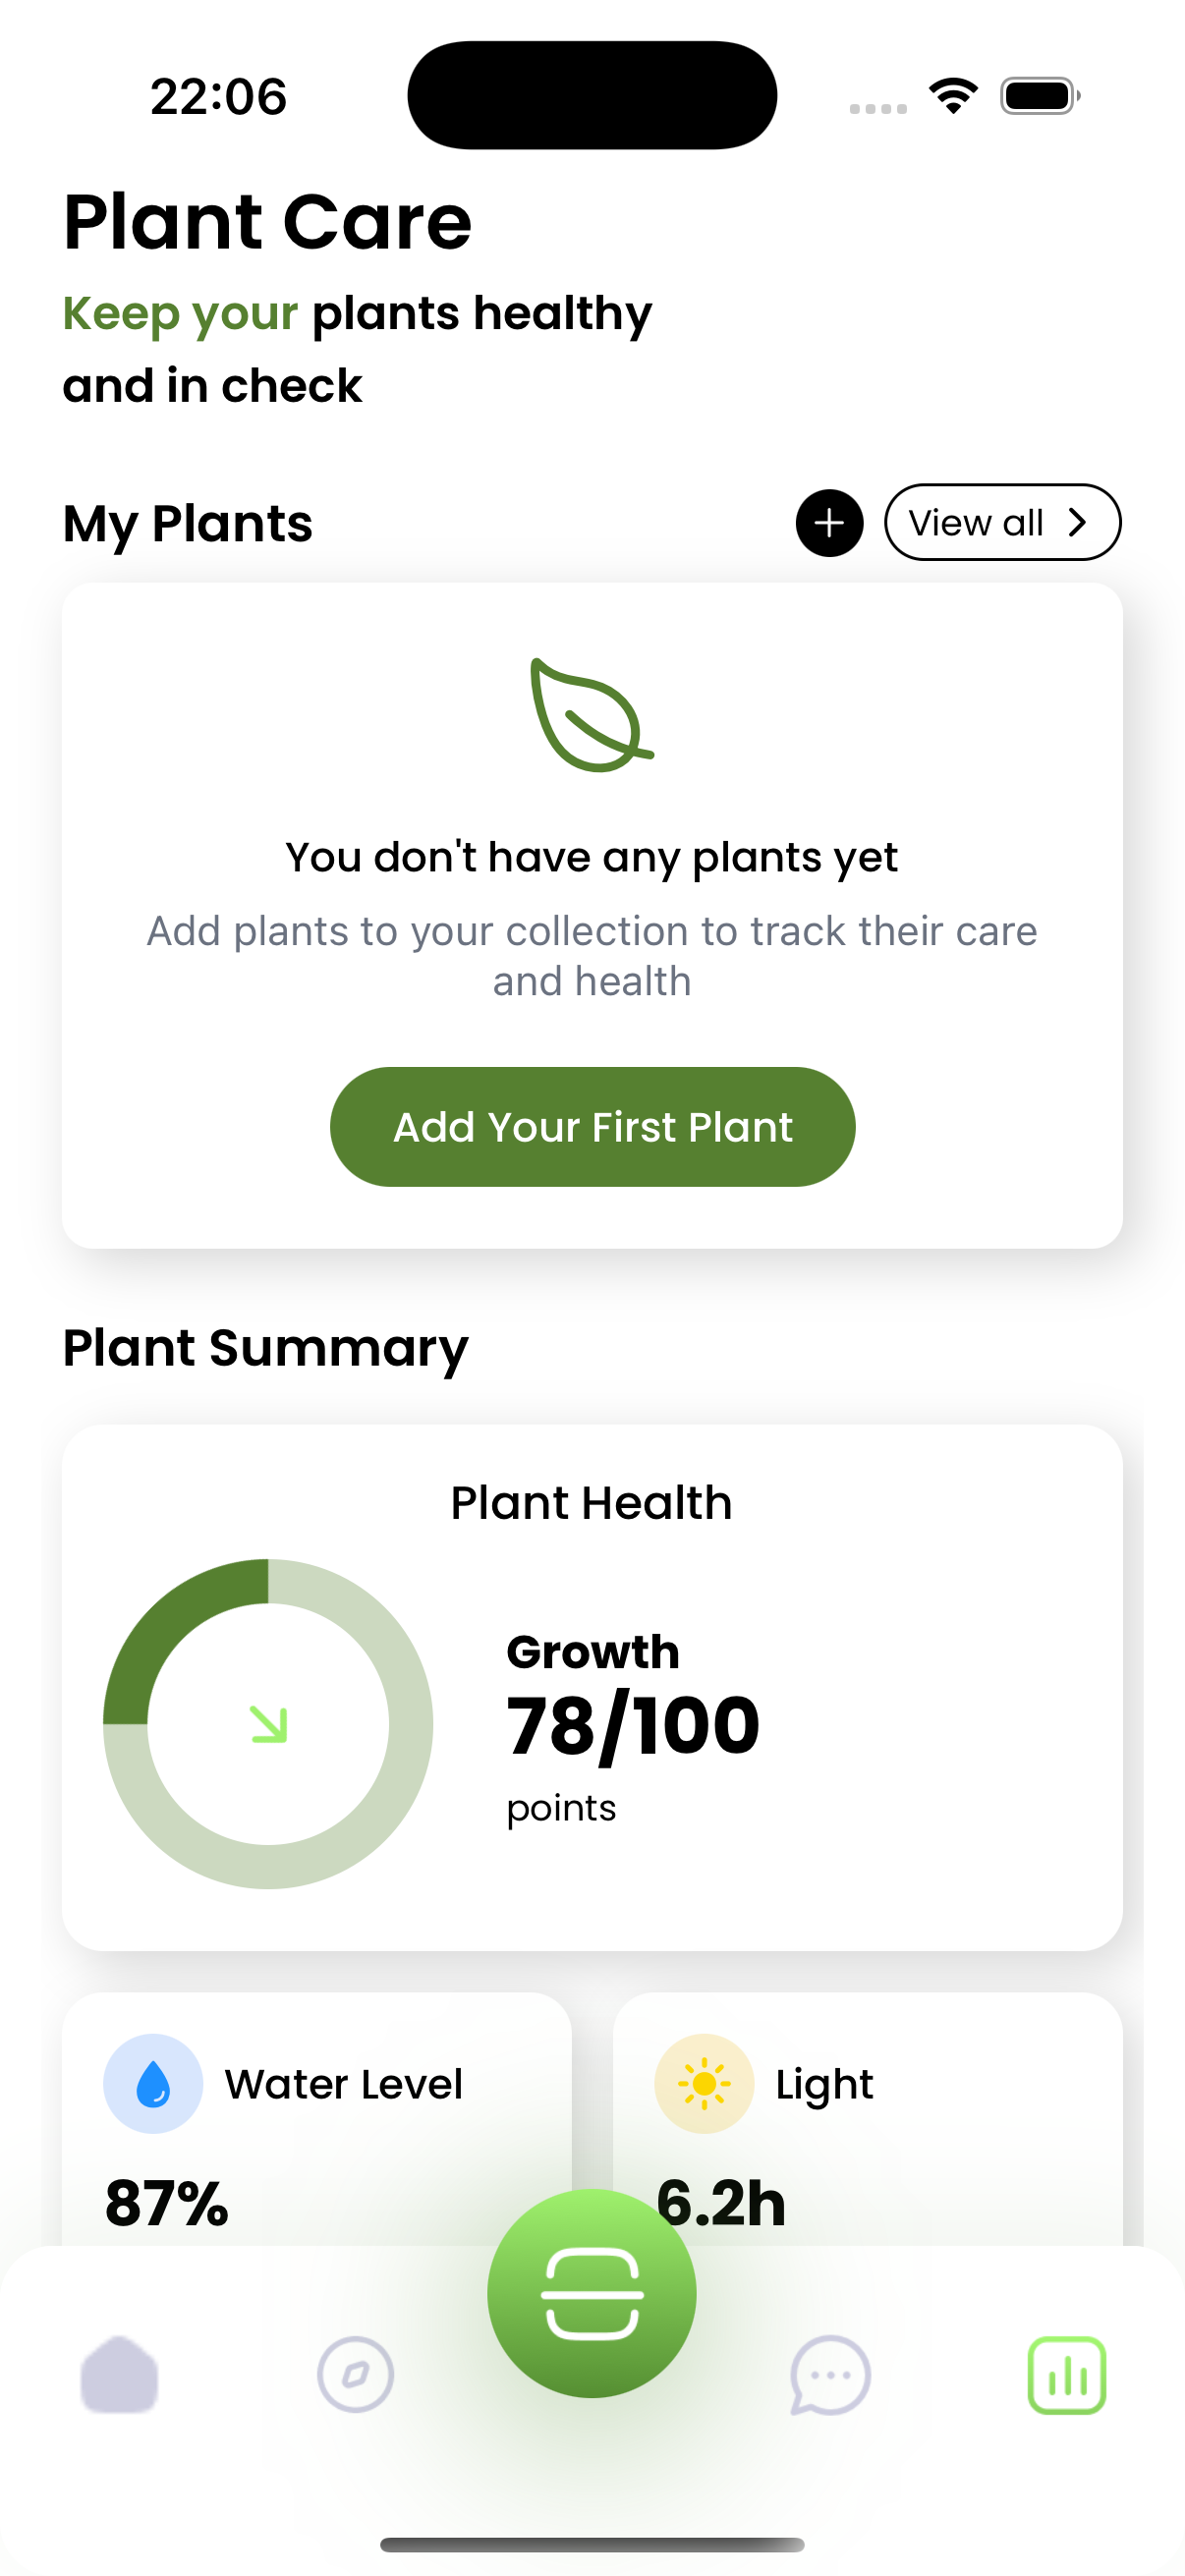 22:06
Plant Care
Keep your plants healthy
and in check
My Plants
View all
You don't have any plants yet
Add plants to your collection to track their care
and health
Add Your First Plant
Plant Summary
Plant Health
Growth
78/100
points
Water Level
Light
87%
6.2h